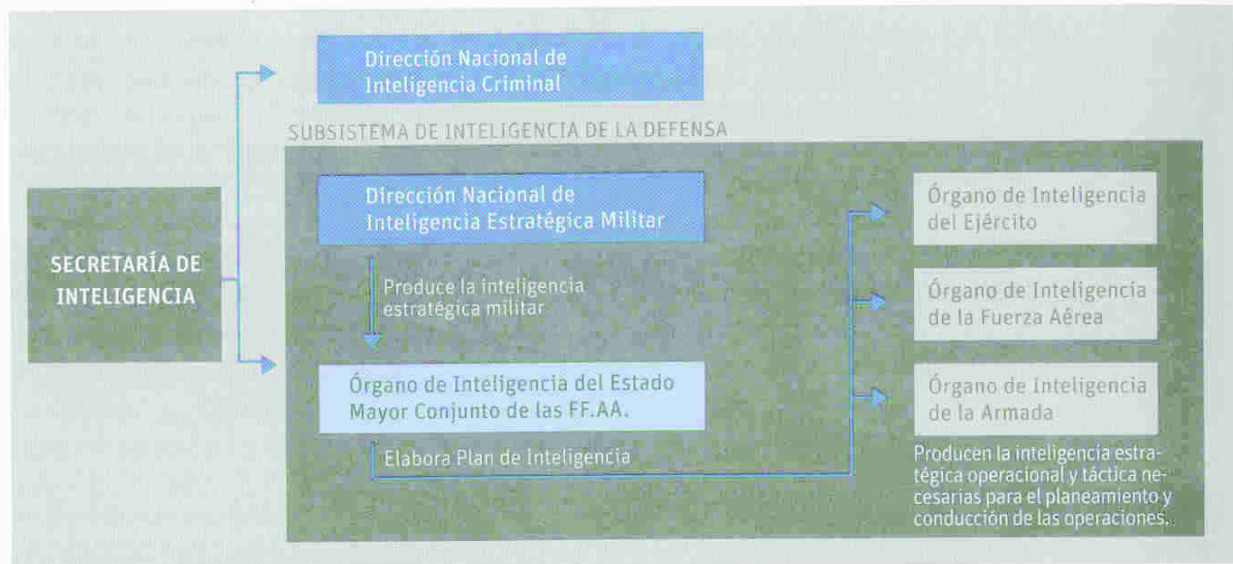 Dirección Nacional de
Inteligencia Criminal
SUBSISTEMA DE INTELIGENCIA DE LA DEFENSA
SECRETARÍA DE
INTELIGENCIA
Dirección Nacional de
Inteligencia Estratégica Militar
Produce la inteligencia
estratégica militar
Órgano de Inteligencia del Estado
Mayor Conjunto de las FF.AA.
Elabora Plan de Inteligencia
Órgano de Inteligencia
del Ejército
Órgano de Inteligencia
de la Fuerza Aérea
Órgano de Inteligencia
de la Armada
Producen la inteligencia estra-
tégica operacional y táctica ne-
cesarias para el planeamiento y
conducción de las operaciones.